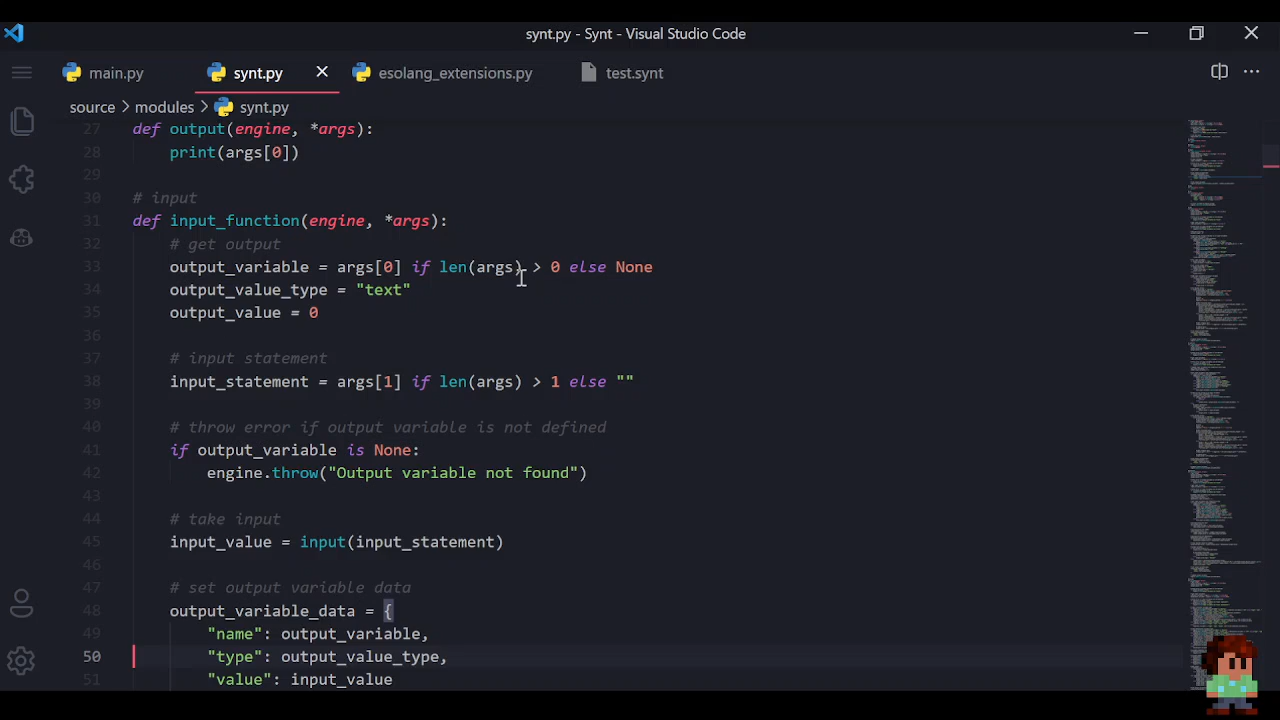 synt.py - Synt - Visual Studio Code
main.py synt.py esolang_extensions.py test.synt
source > modules > synt.py
27 def output(engine, *args):
28 print(args[0])
29
30 # input
31 def input_function(engine, *args):
32 # get output
33 output_variable = args[0] if len(args) > 0 else None
34 output_value_type = "text"
35 output_value = 0
36
37 # input statement
38 input_statement = args[1] if len(args) > 1 else ""
39
40 # throw error if output variable is not defined
41 if output_variable is None:
42 engine.throw("Output variable not found")
43
44 # take input
45 input_value = input(input_statement)
46
47 # set output variable data
48 output_variable_data = {
49 "name": output_variable,
50 "type": output_value_type,
51 "value": input_value